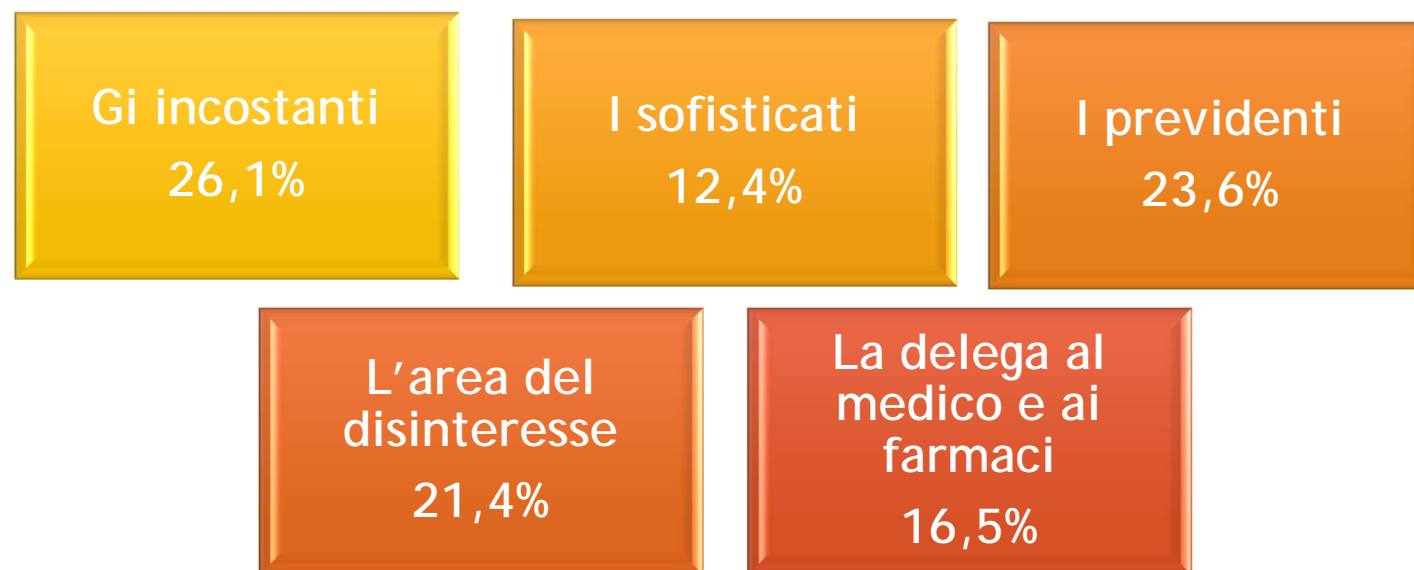 Gi incostanti
26,1%
I sofisticati
12,4%
I previdenti
23,6%
L’area del
disinteresse
21,4%
La delega al
medico e ai
farmaci
16,5%